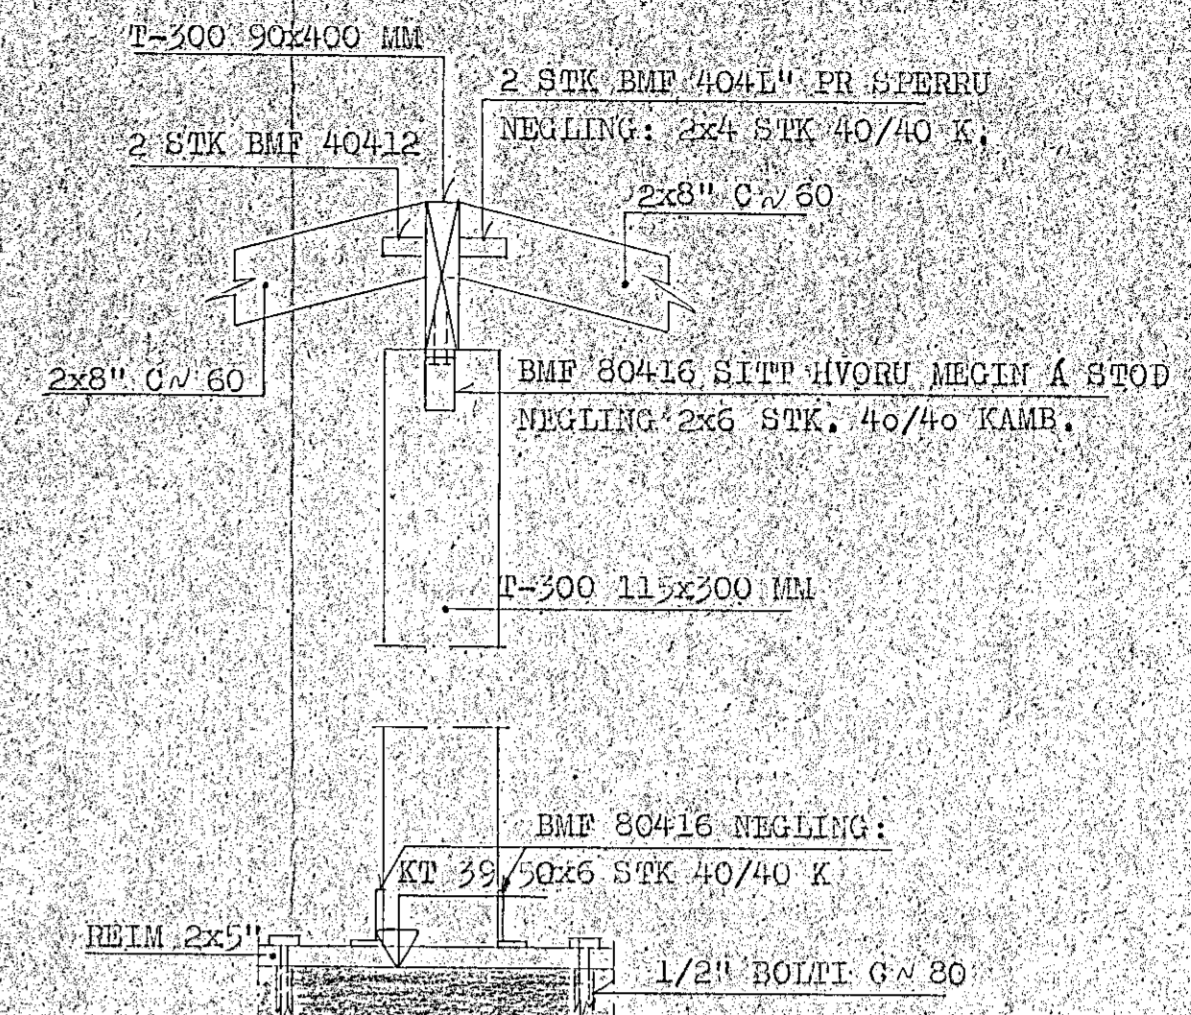 T-300 90x400 MM
2 STK BMF 404L" PR SPERRU
NEGLING: 2x4 STK 40/40 K.
2 STK BMF 40412
2x8" C~60
2x8" C~60
BMF 80416 SITT HVORU MEGIN Á STOD
NEGLING 2x6 STK. 40/40 KAMB.
T-300 115x300 MM
BMF 80416 NEGLING:
KT 39/50x6 STK 40/40 K
REIM 2x5"
1/2" BOLTI C~80